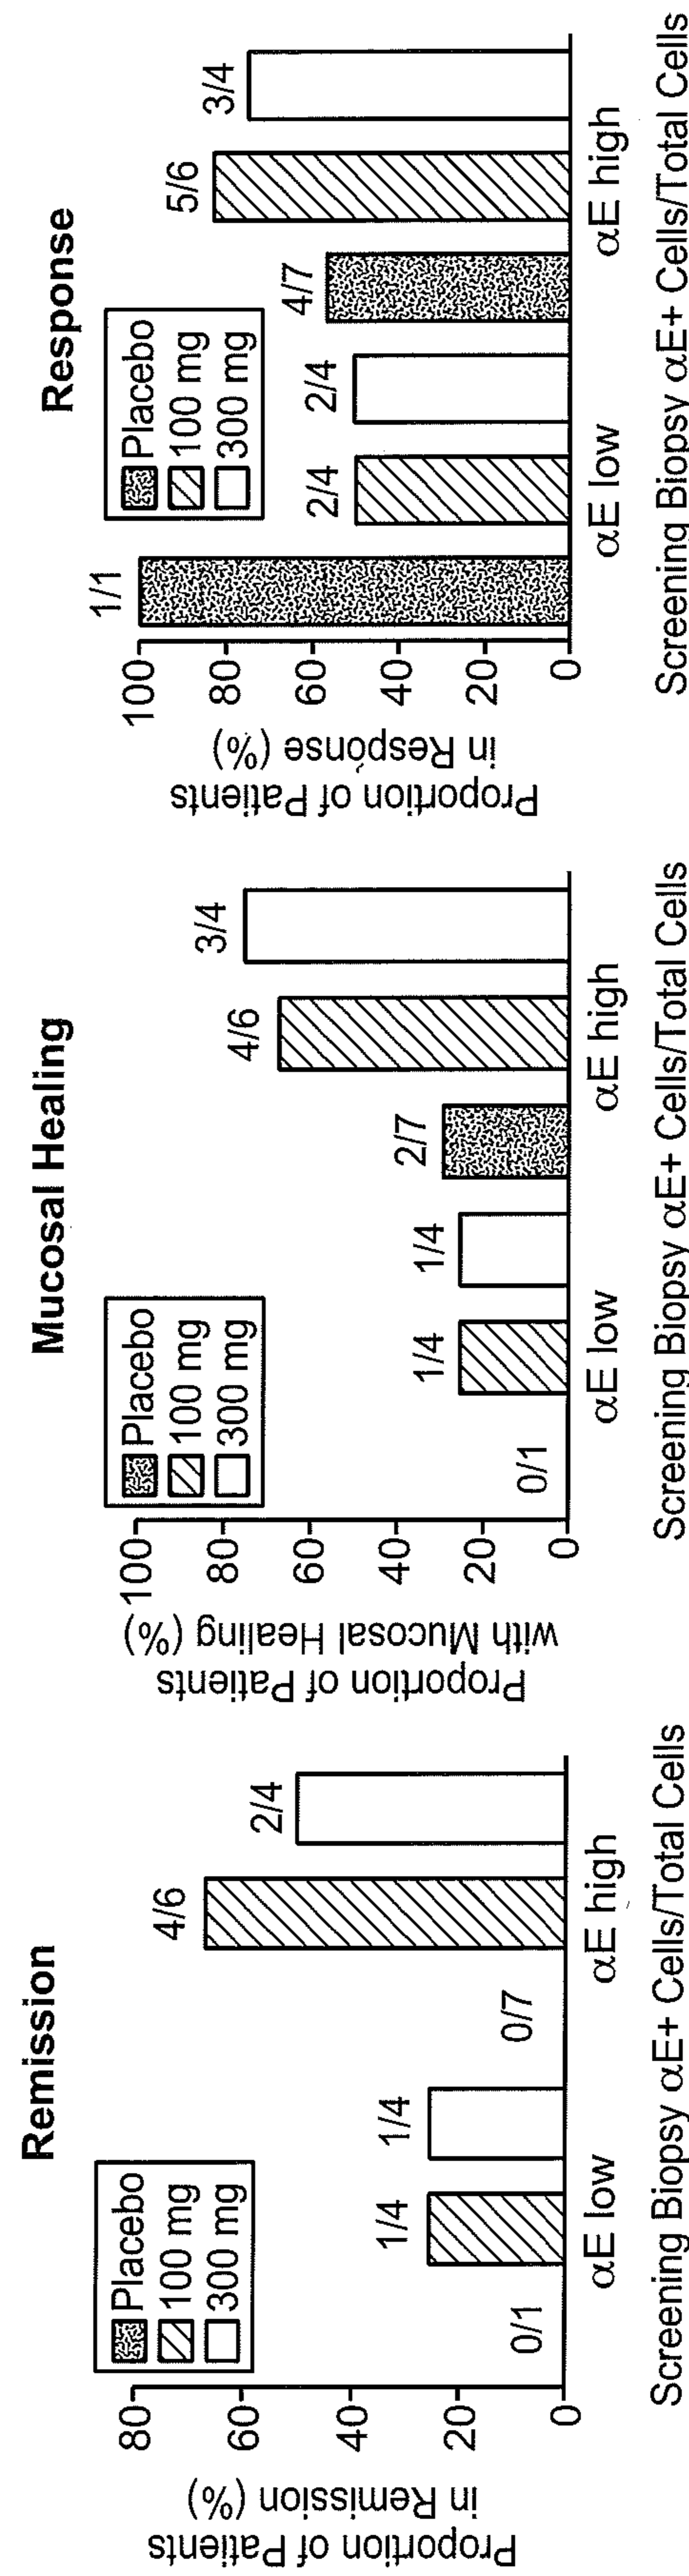 Remission
Proportion of Patients
in Remission (%)
80
60
40
20
0
Placebo
100 mg
300 mg
0/1
1/4
1/4
0/7
4/6
2/4
αE low
αE high
Screening Biopsy αE+ Cells/Total Cells
Mucosal Healing
Proportion of Patients
with Mucosal Healing (%)
100
80
60
40
20
0
Placebo
100 mg
300 mg
0/1
1/4
1/4
2/7
4/6
3/4
αE low
αE high
Screening Biopsy αE+ Cells/Total Cells
Response
Proportion of Patients
in Response (%)
100
80
60
40
20
0
Placebo
100 mg
300 mg
1/1
2/4
2/4
4/7
5/6
3/4
αE low
αE high
Screening Biopsy αE+ Cells/Total Cells